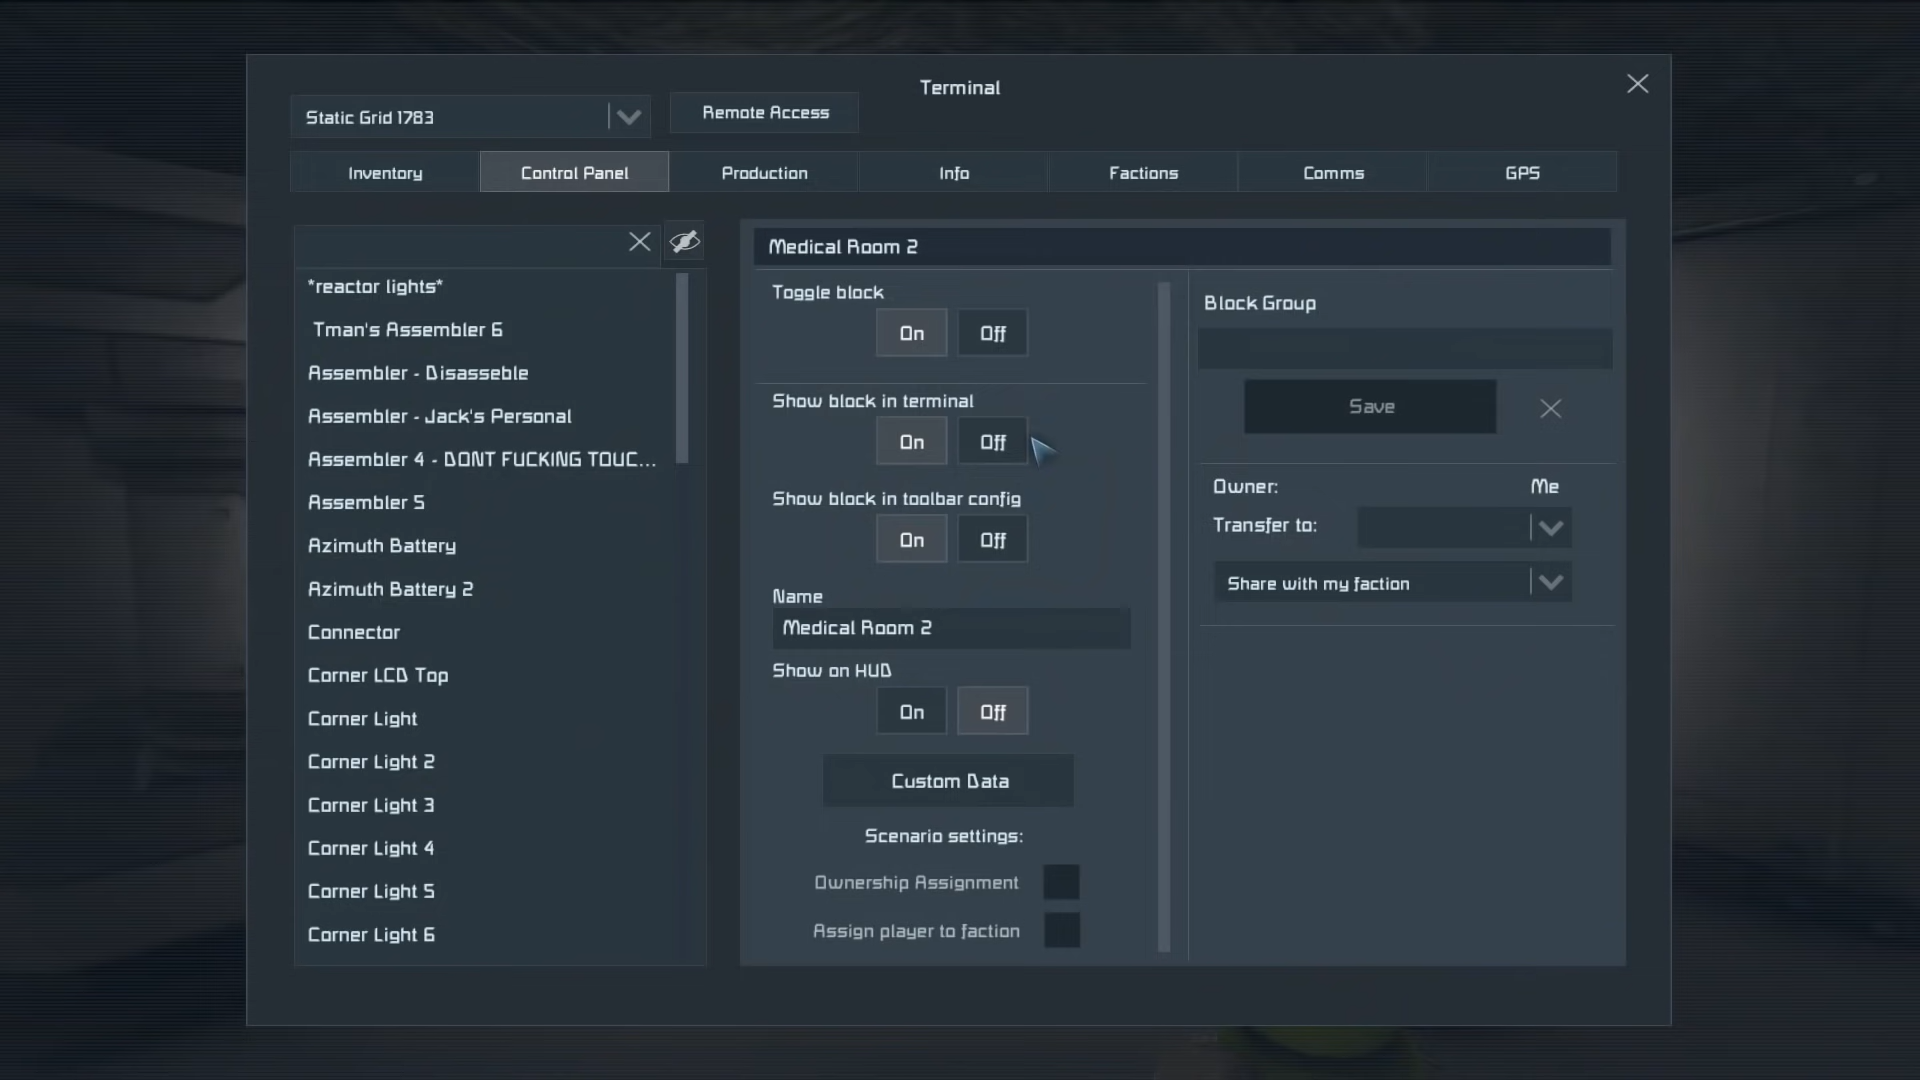 Terminal
Static Grid 1783
Remote Access
Inventory
Control Panel
Production
Info
Factions
Comms
GPS
*reactor lights*
Tman's Assembler 6
Assembler - Disasseble
Assembler - Jack's Personal
Assembler 4 - DONT FUCKING TOUC...
Assembler 5
Azimuth Battery
Azimuth Battery 2
Connector
Corner LCD Top
Corner Light
Corner Light 2
Corner Light 3
Corner Light 4
Corner Light 5
Corner Light 6
Medical Room 2
Toggle block
On Off
Show block in terminal
On Off
Show block in toolbar config
On Off
Name
Medical Room 2
Show on HUD
On Off
Custom Data
Scenario settings:
Ownership Assignment
Assign player to faction
Block Group
Save
Owner: Me
Transfer to:
Share with my faction